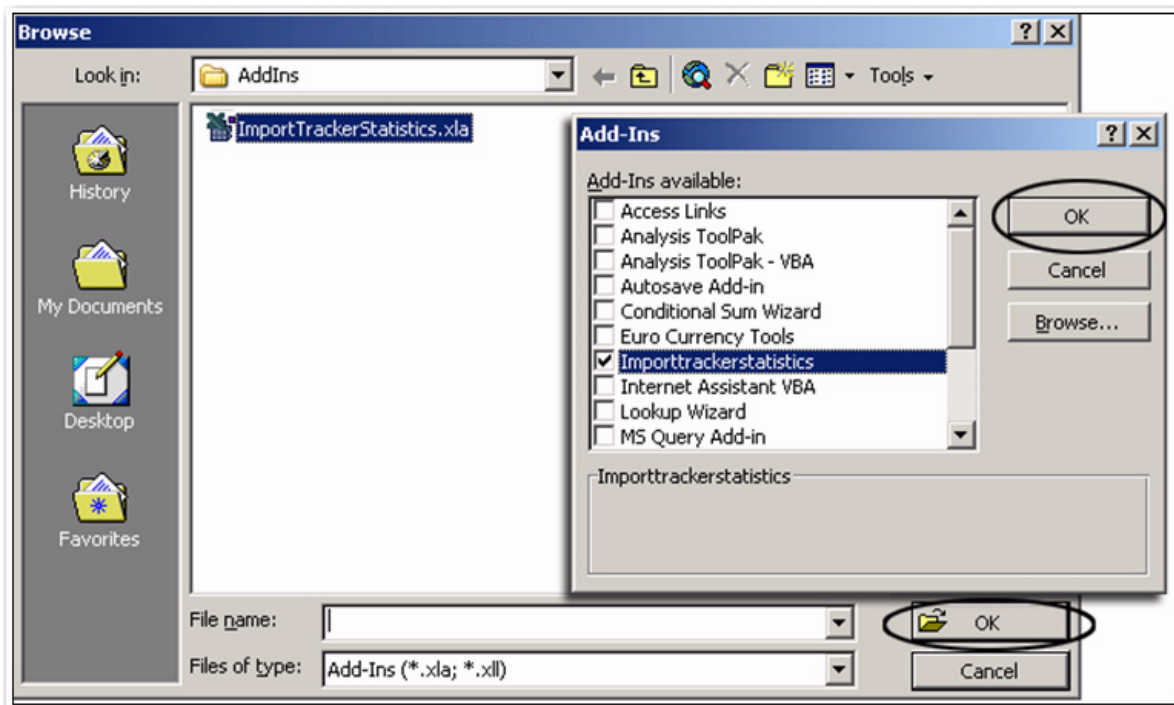 Browse
Look in:
AddIns
Tools
History
My Documents
Desktop
Favorites
ImportTrackerStatistics.xla
Add-Ins
Add-Ins available:
Access Links
Analysis ToolPak
Analysis ToolPak - VBA
Autosave Add-in
Conditional Sum Wizard
Euro Currency Tools
Importtrackerstatistics
Internet Assistant VBA
Lookup Wizard
MS Query Add-in
OK
Cancel
Browse...
Importtrackerstatistics
File name:
OK
Files of type:
Add-Ins (*.xla; *.xll)
Cancel